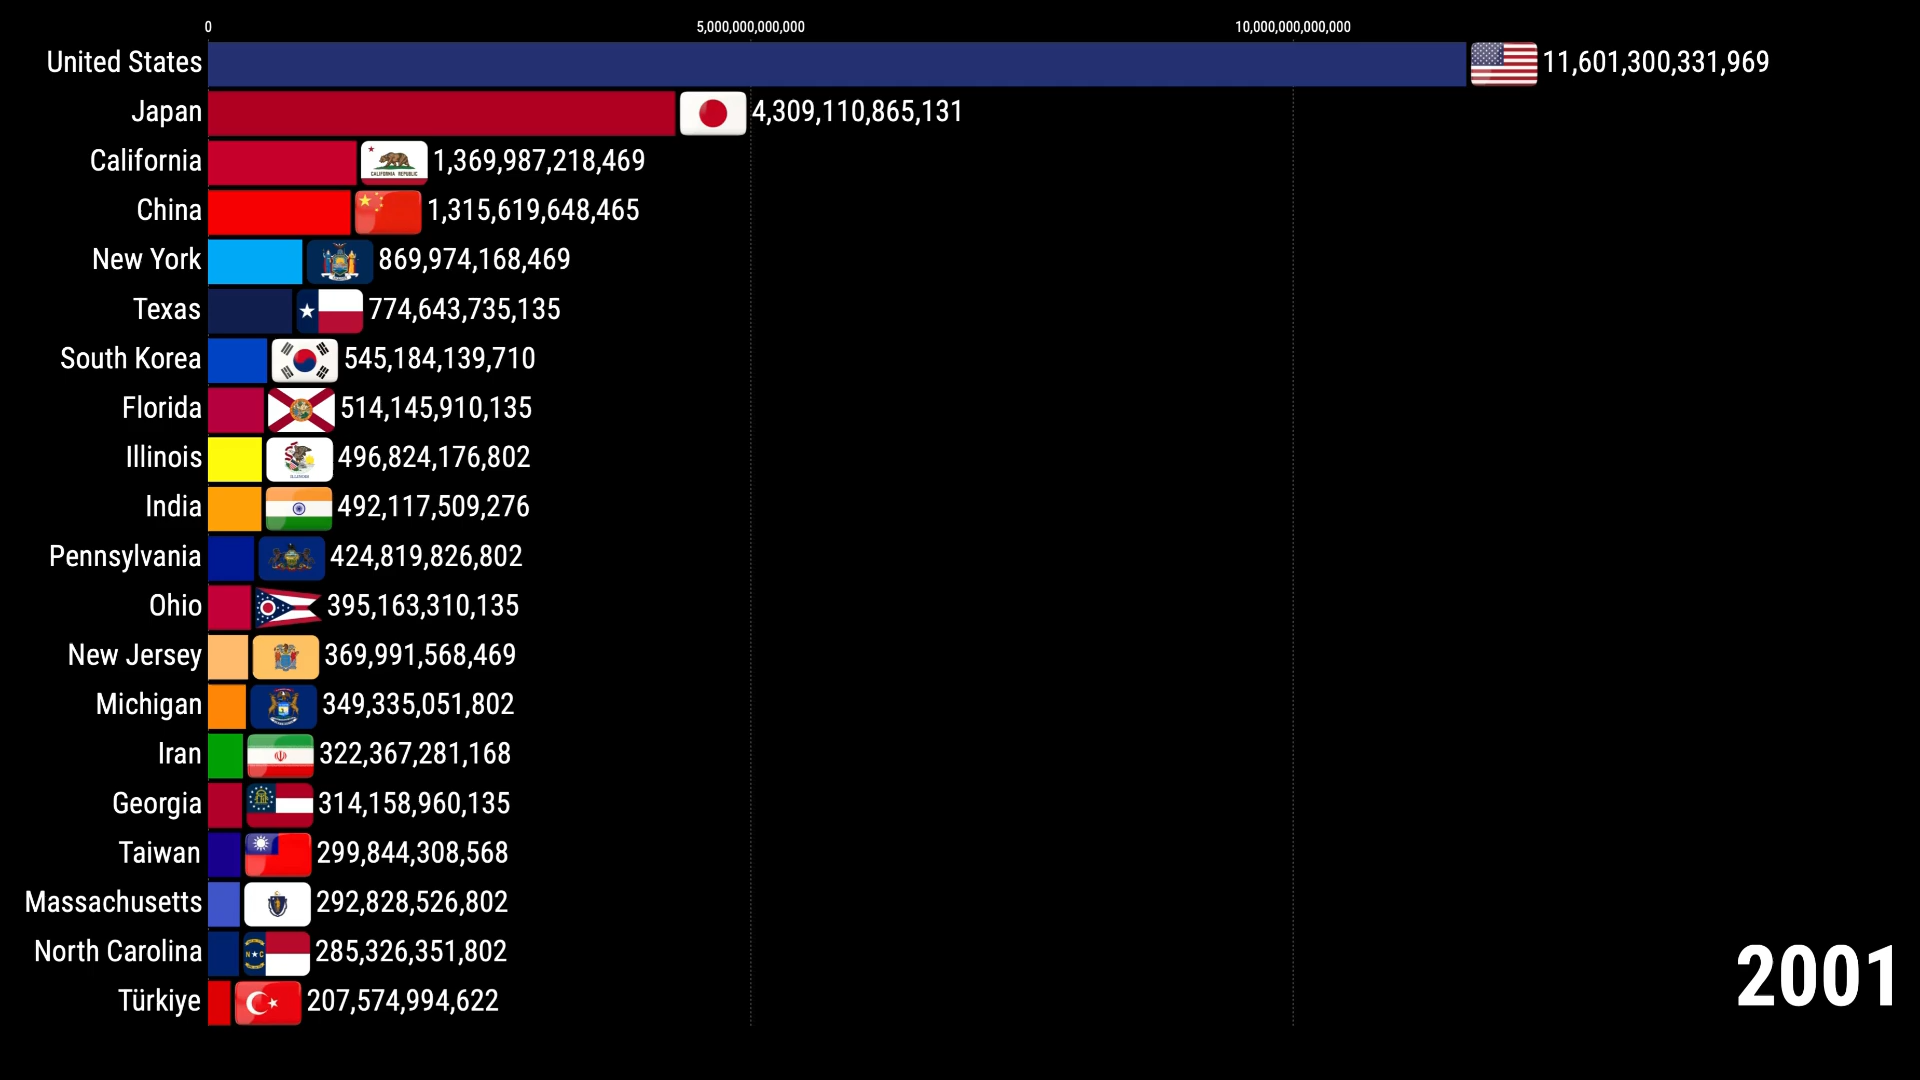 0 5,000,000,000,000 10,000,000,000,000
United States 11,601,300,331,969
Japan 4,309,110,865,131
California CALIFORNIA REPUBLIC 1,369,987,218,469
China 1,315,619,648,465
New York 869,974,168,469
Texas 774,643,735,135
South Korea 545,184,139,710
Florida 514,145,910,135
Illinois ILLINOIS 496,824,176,802
India 492,117,509,276
Pennsylvania 424,819,826,802
Ohio 395,163,310,135
New Jersey 369,991,568,469
Michigan 349,335,051,802
Iran 322,367,281,168
Georgia 314,158,960,135
Taiwan 299,844,308,568
Massachusetts 292,828,526,802
North Carolina N C 285,326,351,802
Türkiye 207,574,994,622
2001